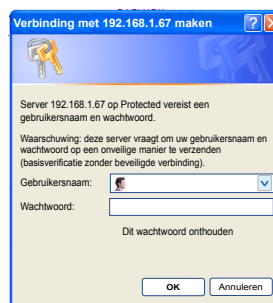 Verbinding met 192.168.1.67 maken
Server 192.168.1.67 op Protected vereist een
gebruikersnaam en wachtwoord.
Waarschuwing: deze server vraagt om uw gebruikersnaam en
wachtwoord op een onveilige manier te verzenden
(basisverificatie zonder beveiligde verbinding).
Gebruikersnaam:
Wachtwoord:
Dit wachtwoord onthouden
OK
Annuleren